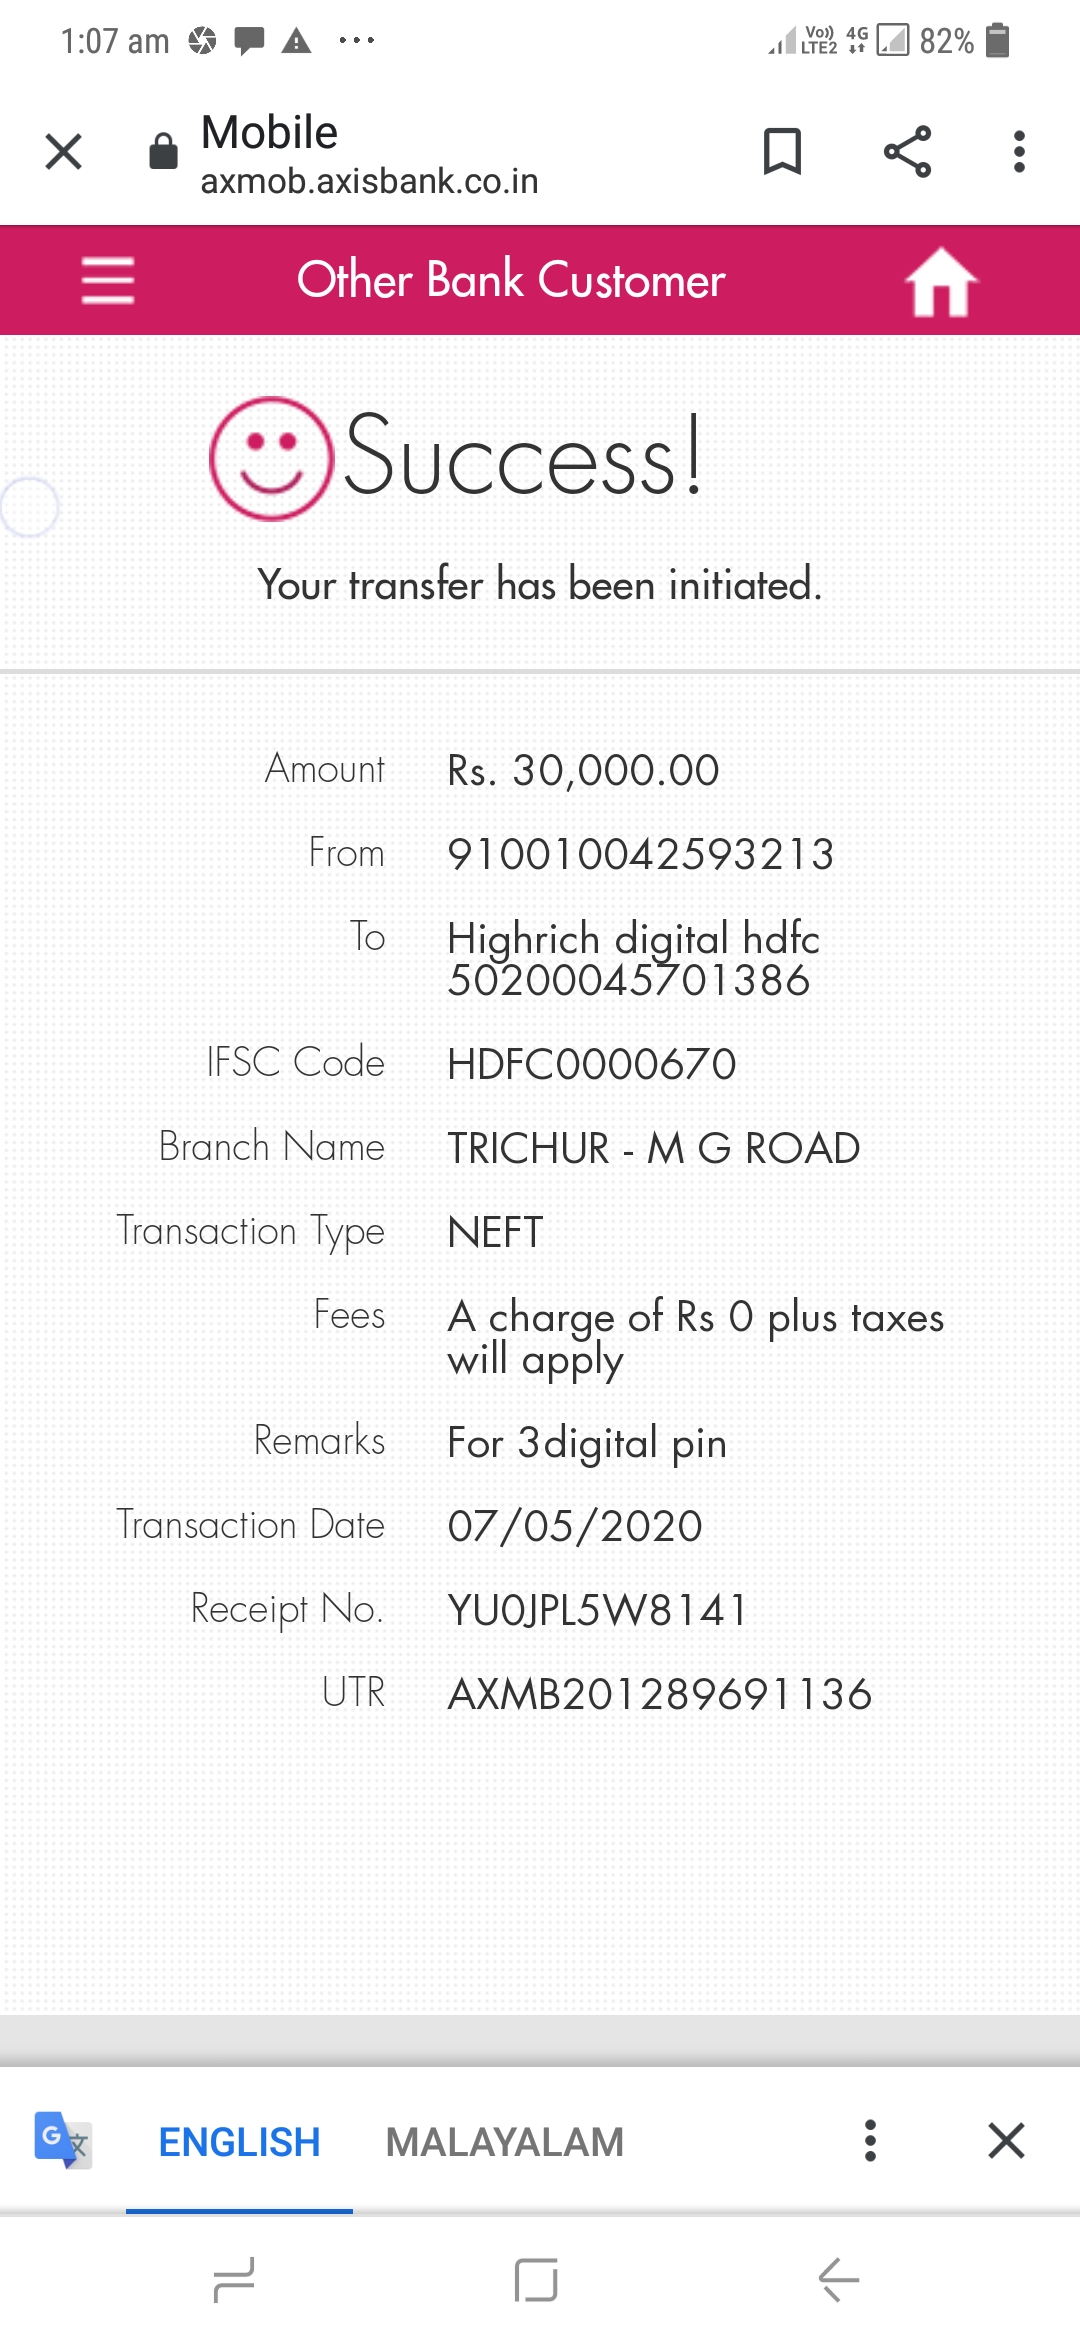 1:07 am Vo)) LTE2 4G 82%
Mobile
axmob.axisbank.co.in
Other Bank Customer
Success!
Your transfer has been initiated.
Amount Rs. 30,000.00
From 910010042593213
To Highrich digital hdfc
50200045701386
IFSC Code HDFC0000670
Branch Name TRICHUR - M G ROAD
Transaction Type NEFT
Fees A charge of Rs 0 plus taxes
will apply
Remarks For 3digital pin
Transaction Date 07/05/2020
Receipt No. YU0JPL5W8141
UTR AXMB201289691136
G 文 ENGLISH MALAYALAM